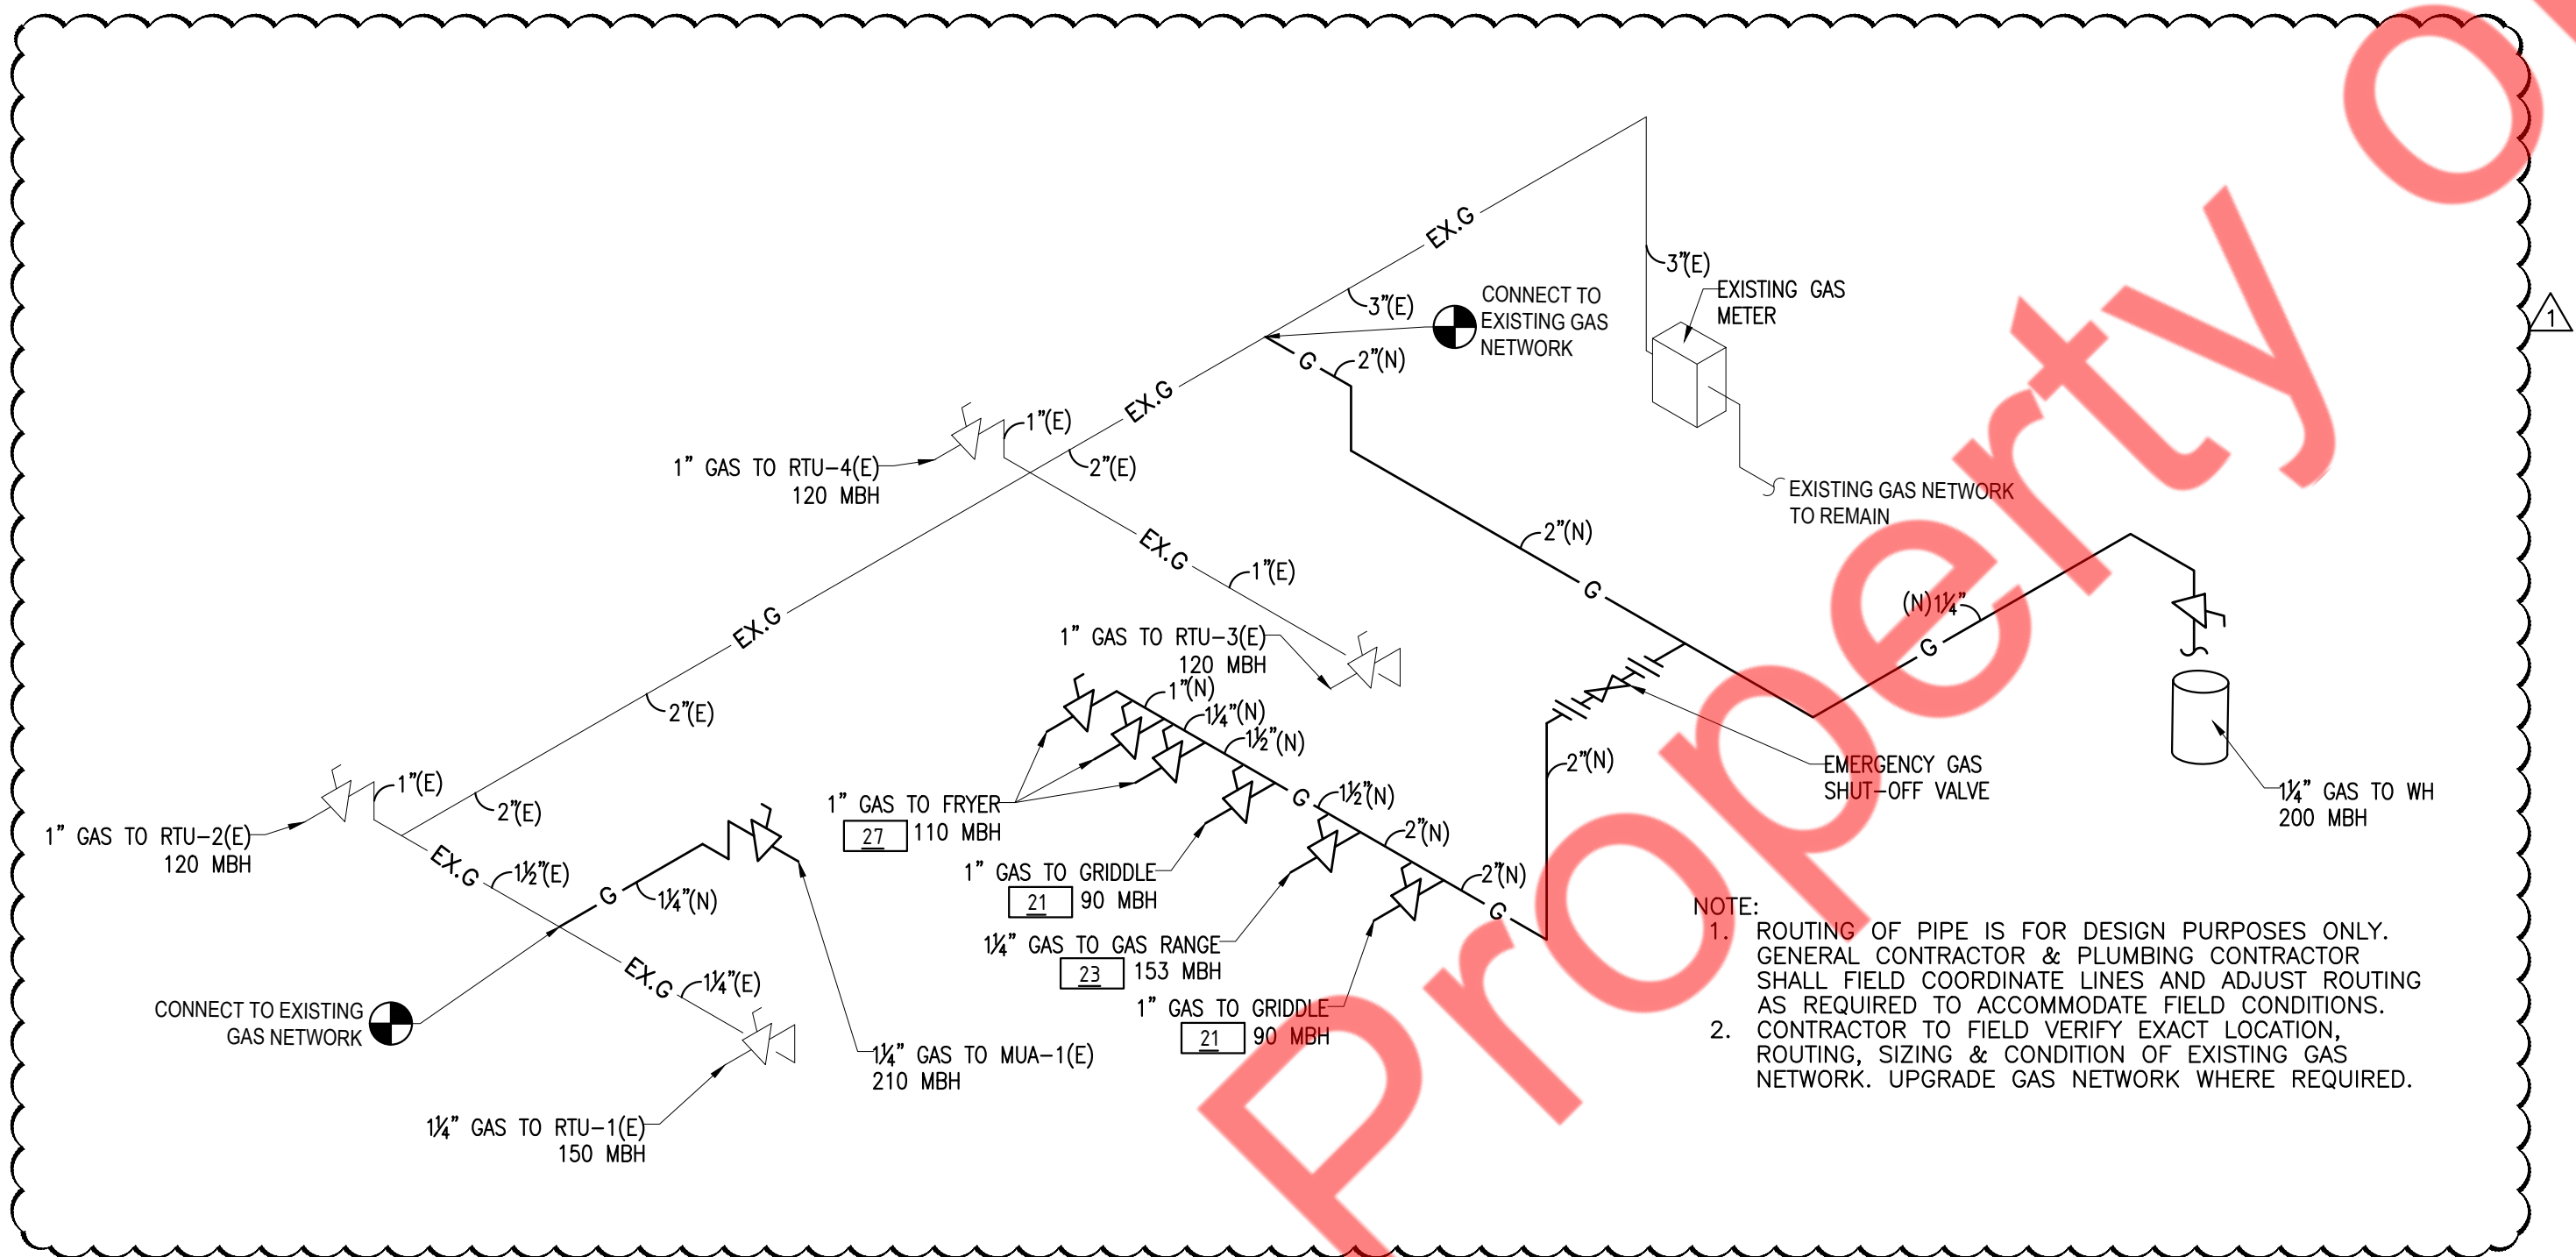 Property o
EX.G
3"(E)
EXISTING GAS
METER
1
3"(E)
CONNECT TO
EXISTING GAS
NETWORK
G
2"(N)
EX.G
1"(E)
1" GAS TO RTU-4(E)
120 MBH
2"(E)
EXISTING GAS NETWORK
TO REMAIN
2"(N)
EX.G
1"(E)
G
(N)1¼"
G
EX.G
1" GAS TO RTU-3(E)
120 MBH
2"(E)
1"(N)
1¼"(N)
1½"(N)
2"(N)
EMERGENCY GAS
SHUT-OFF VALVE
1¼" GAS TO WH
200 MBH
1"(E)
2"(E)
1" GAS TO RTU-2(E)
120 MBH
1" GAS TO FRYER
27 110 MBH
G
1½"(N)
2"(N)
EX.G
1½"(E)
G
1¼"(N)
1" GAS TO GRIDDLE
21 90 MBH
2"(N)
G
1¼" GAS TO GAS RANGE
23 153 MBH
1" GAS TO GRIDDLE
21 90 MBH
EX.G
1¼"(E)
CONNECT TO EXISTING
GAS NETWORK
1¼" GAS TO MUA-1(E)
210 MBH
1¼" GAS TO RTU-1(E)
150 MBH
NOTE:
1. ROUTING OF PIPE IS FOR DESIGN PURPOSES ONLY.
GENERAL CONTRACTOR & PLUMBING CONTRACTOR
SHALL FIELD COORDINATE LINES AND ADJUST ROUTING
AS REQUIRED TO ACCOMMODATE FIELD CONDITIONS.
2. CONTRACTOR TO FIELD VERIFY EXACT LOCATION,
ROUTING, SIZING & CONDITION OF EXISTING GAS
NETWORK. UPGRADE GAS NETWORK WHERE REQUIRED.